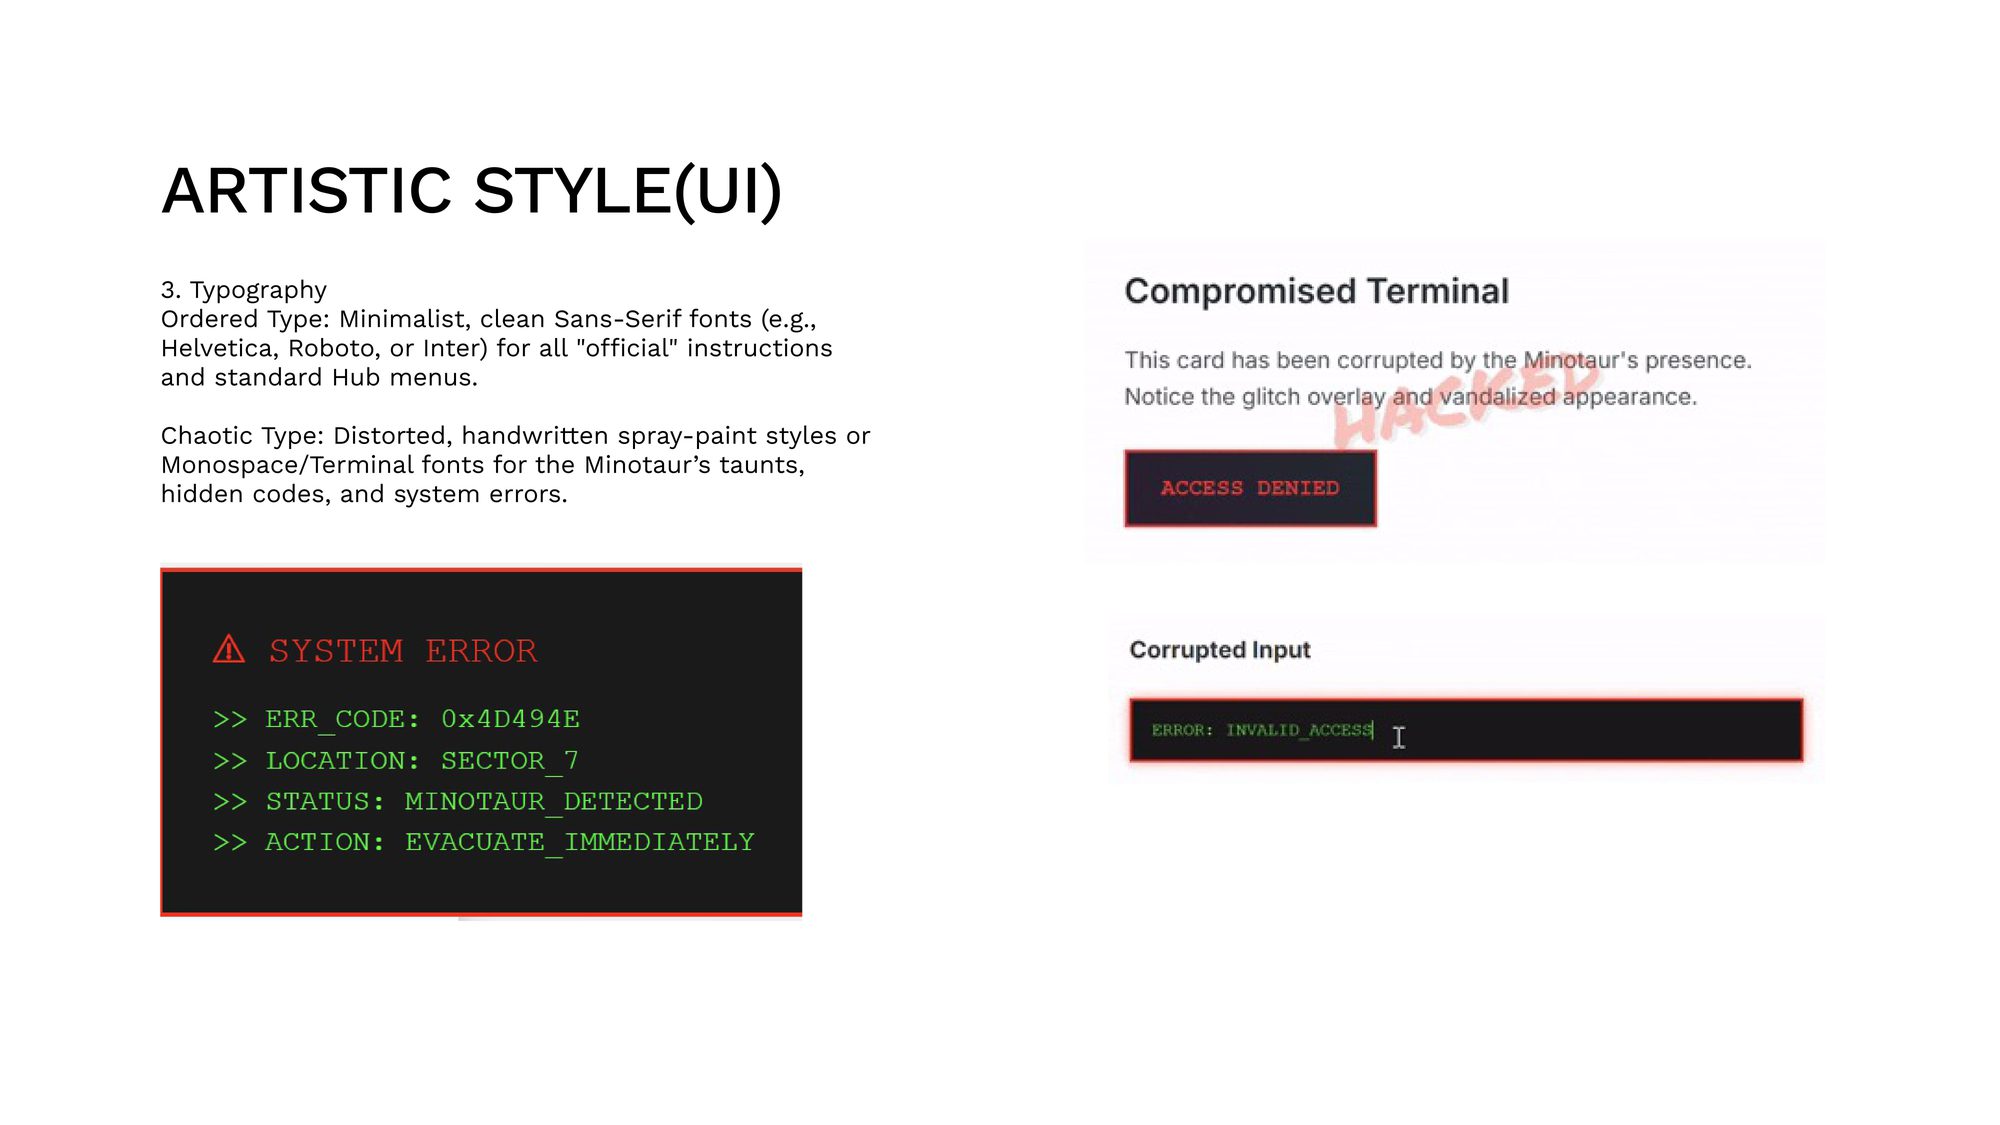 ARTISTIC STYLE(UI)
3. Typography
Ordered Type: Minimalist, clean Sans-Serif fonts (e.g.,
Helvetica, Roboto, or Inter) for all "official" instructions
and standard Hub menus.
Chaotic Type: Distorted, handwritten spray-paint styles or
Monospace/Terminal fonts for the Minotaur’s taunts,
hidden codes, and system errors.
SYSTEM ERROR
>> ERR_CODE: 0x4D494E
>> LOCATION: SECTOR_7
>> STATUS: MINOTAUR_DETECTED
>> ACTION: EVACUATE_IMMEDIATELY
Compromised Terminal
This card has been corrupted by the Minotaur's presence.
Notice the glitch overlay and vandalized appearance.
HACKED
ACCESS DENIED
Corrupted Input
ERROR: INVALID_ACCESS